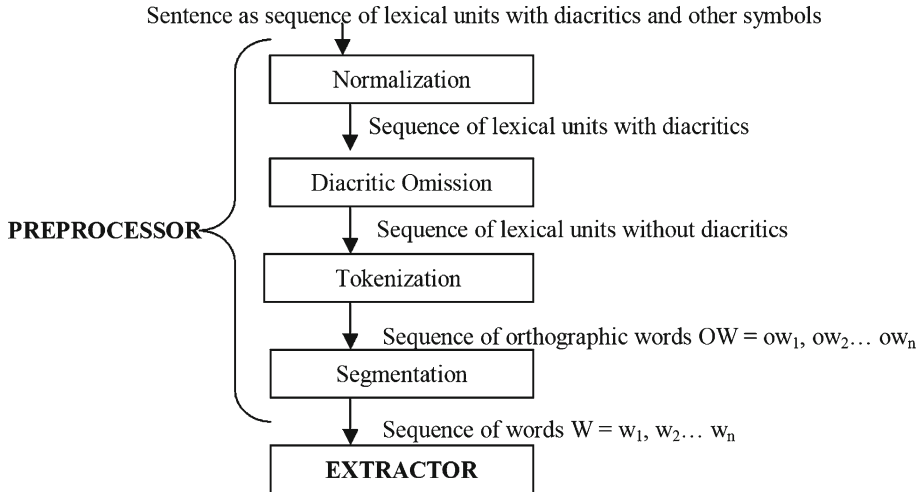 Sentence as sequence of lexical units with diacritics and other symbols
Normalization
Sequence of lexical units with diacritics
Diacritic Omission
PREPROCESSOR
Sequence of lexical units without diacritics
Tokenization
Sequence of orthographic words OW = ow₁, ow₂… owₙ
Segmentation
Sequence of words W = w₁, w₂… wₙ
EXTRACTOR